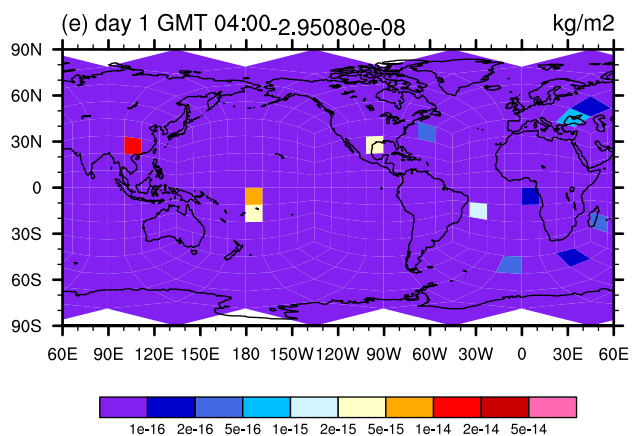 (e) day 1 GMT 04:00-2.95080e-08 kg/m2
90N
60N
30N
0
30S
60S
90S
60E 90E 120E 150E 180 150W 120W 90W 60W 30W 0 30E 60E
1e-16 2e-16 5e-16 1e-15 2e-15 5e-15 1e-14 2e-14 5e-14